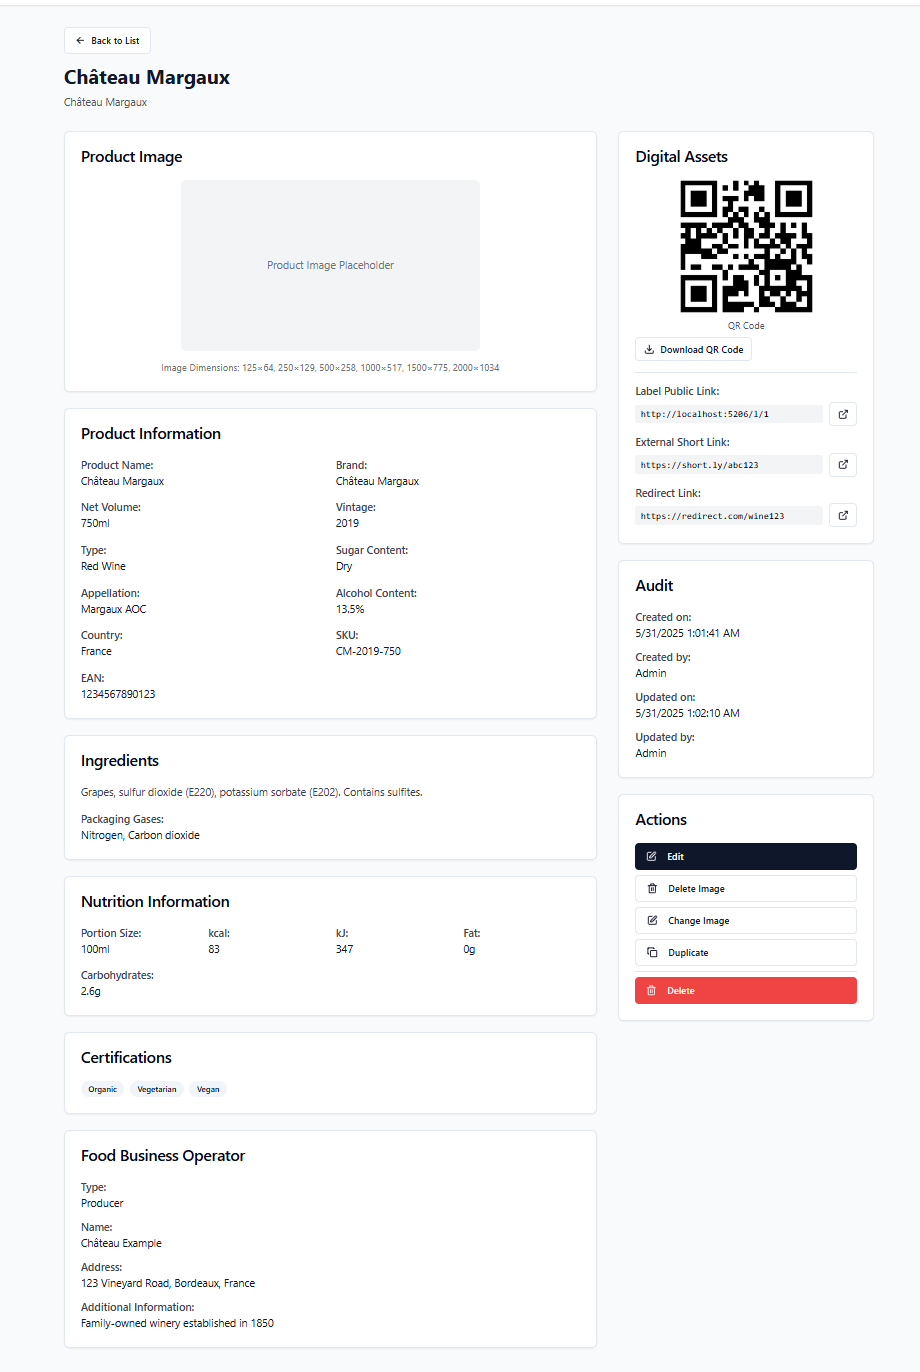 Back to List
Château Margaux
Château Margaux
Product Image
Product Image Placeholder
Image Dimensions: 125×64, 250×129, 500×258, 1000×517, 1500×775, 2000×1034
Product Information
Product Name:
Château Margaux
Brand:
Château Margaux
Net Volume:
750ml
Vintage:
2019
Type:
Red Wine
Sugar Content:
Dry
Appellation:
Margaux AOC
Alcohol Content:
13.5%
Country:
France
SKU:
CM-2019-750
EAN:
1234567890123
Ingredients
Grapes, sulfur dioxide (E220), potassium sorbate (E202). Contains sulfites.
Packaging Gases:
Nitrogen, Carbon dioxide
Nutrition Information
Portion Size:
100ml
kcal:
83
kJ:
347
Fat:
0g
Carbohydrates:
2.6g
Certifications
Organic
Vegetarian
Vegan
Food Business Operator
Type:
Producer
Name:
Château Example
Address:
123 Vineyard Road, Bordeaux, France
Additional Information:
Family-owned winery established in 1850
Digital Assets
QR Code
Download QR Code
Label Public Link:
http://localhost:5206/l/1
External Short Link:
https://short.ly/abc123
Redirect Link:
https://redirect.com/wine123
Audit
Created on:
5/31/2025 1:01:41 AM
Created by:
Admin
Updated on:
5/31/2025 1:02:10 AM
Updated by:
Admin
Actions
Edit
Delete Image
Change Image
Duplicate
Delete